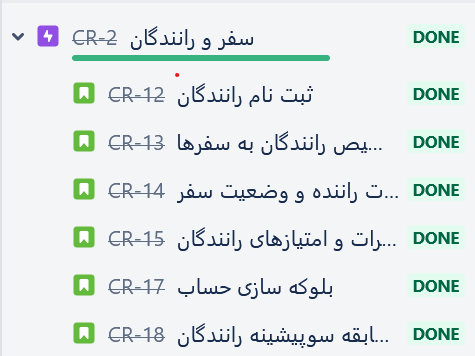 CR-2 سفر و رانندگان DONE
CR-12 ثبت نام رانندگان DONE
CR-13 ...یص رانندگان به سفرها DONE
CR-14 ...ت راننده و وضعیت سفر DONE
CR-15 ...رات و امتیازهای رانندگان DONE
CR-17 بلوکه سازی حساب DONE
CR-18 ...ابقه سوپیشینه رانندگان DONE